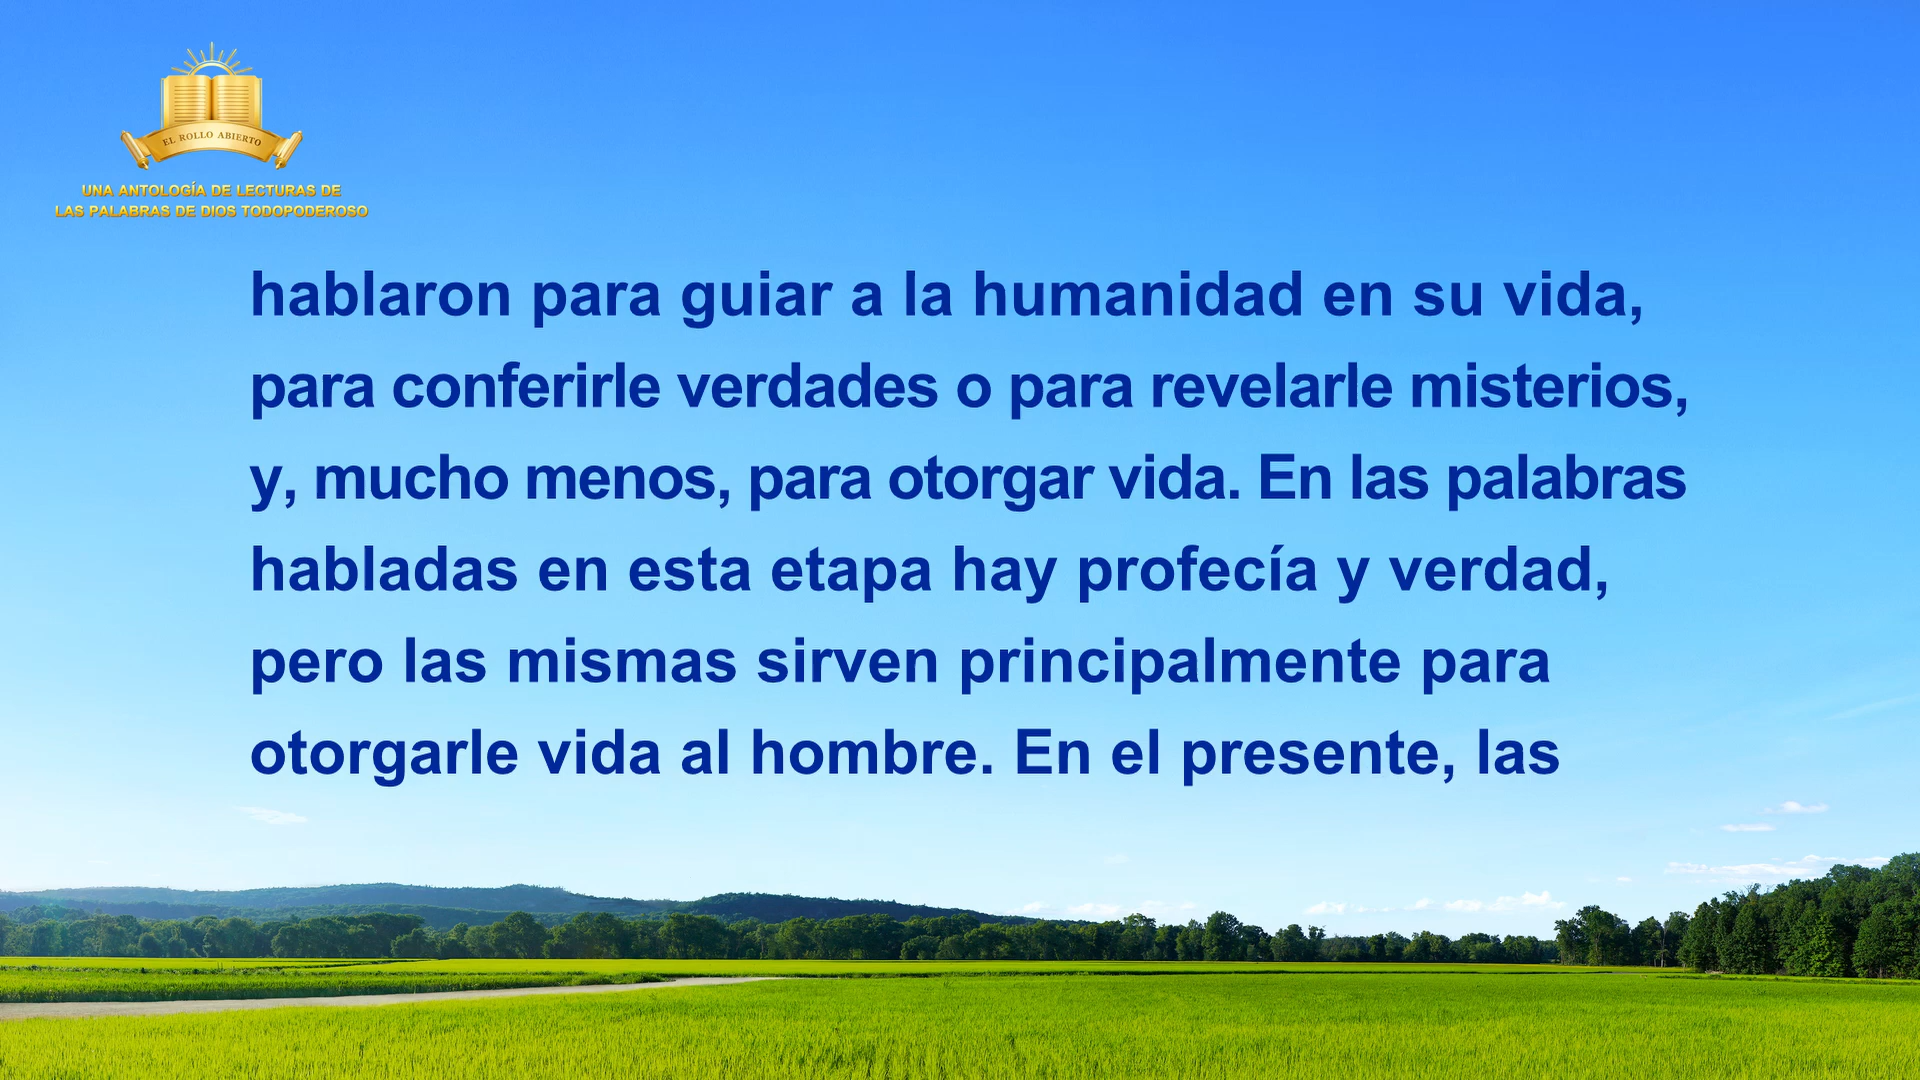 EL ROLLO ABIERTO
UNA ANTOLOGÍA DE LECTURAS DE
LAS PALABRAS DE DIOS TODOPODEROSO
hablaron para guiar a la humanidad en su vida,
para conferirle verdades o para revelarle misterios,
y, mucho menos, para otorgar vida. En las palabras
habladas en esta etapa hay profecía y verdad,
pero las mismas sirven principalmente para
otorgarle vida al hombre. En el presente, las